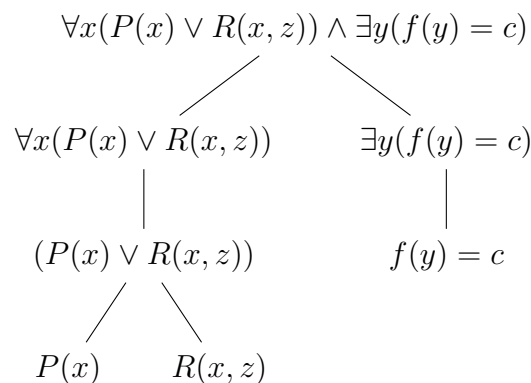 ∀x(P(x) ∨ R(x, z)) ∧ ∃y(f(y) = c)
∀x(P(x) ∨ R(x, z)) ∃y(f(y) = c)
(P(x) ∨ R(x, z)) f(y) = c
P(x) R(x, z)